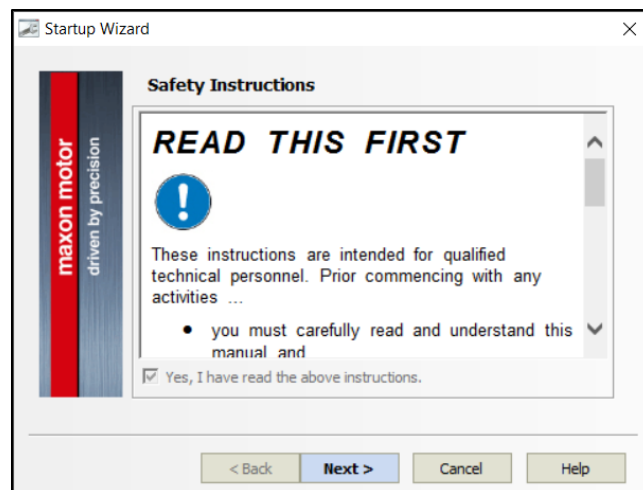 Startup Wizard
maxon motor
driven by precision
Safety Instructions
READ THIS FIRST
These instructions are intended for qualified
technical personnel. Prior commencing with any
activities ...
• you must carefully read and understand this
manual and
Yes, I have read the above instructions.
< Back Next > Cancel Help